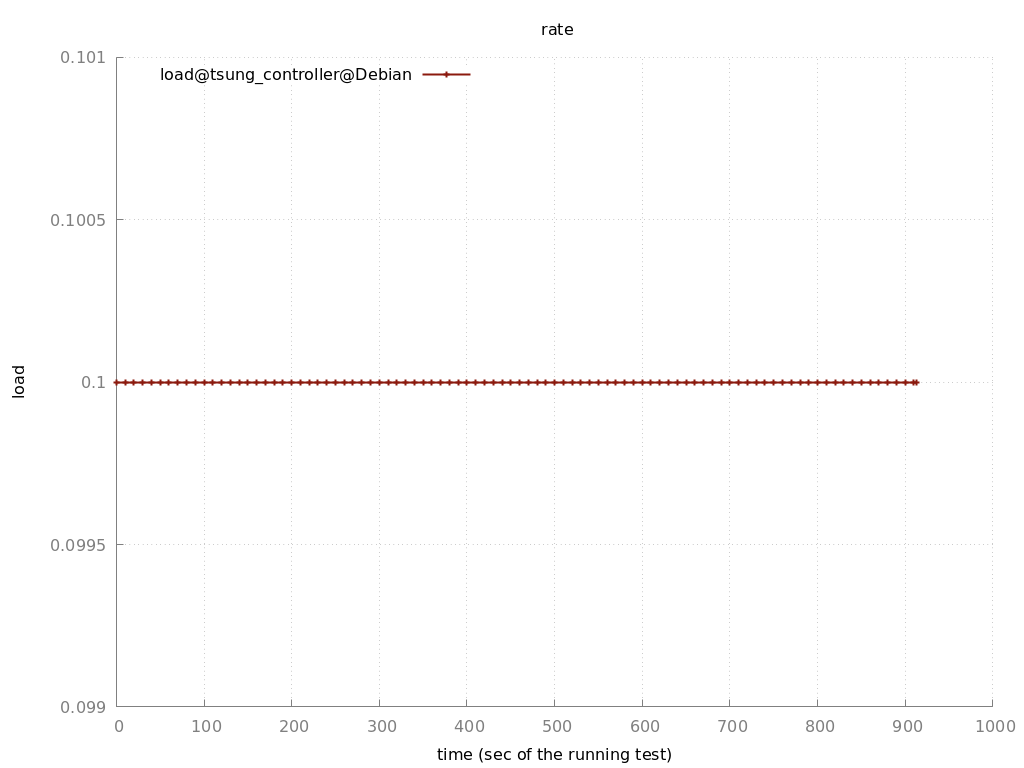 rate
0.101
load@tsung_controller@Debian
0.1005
load
0.1
0.0995
0.099
0 100 200 300 400 500 600 700 800 900 1000
time (sec of the running test)